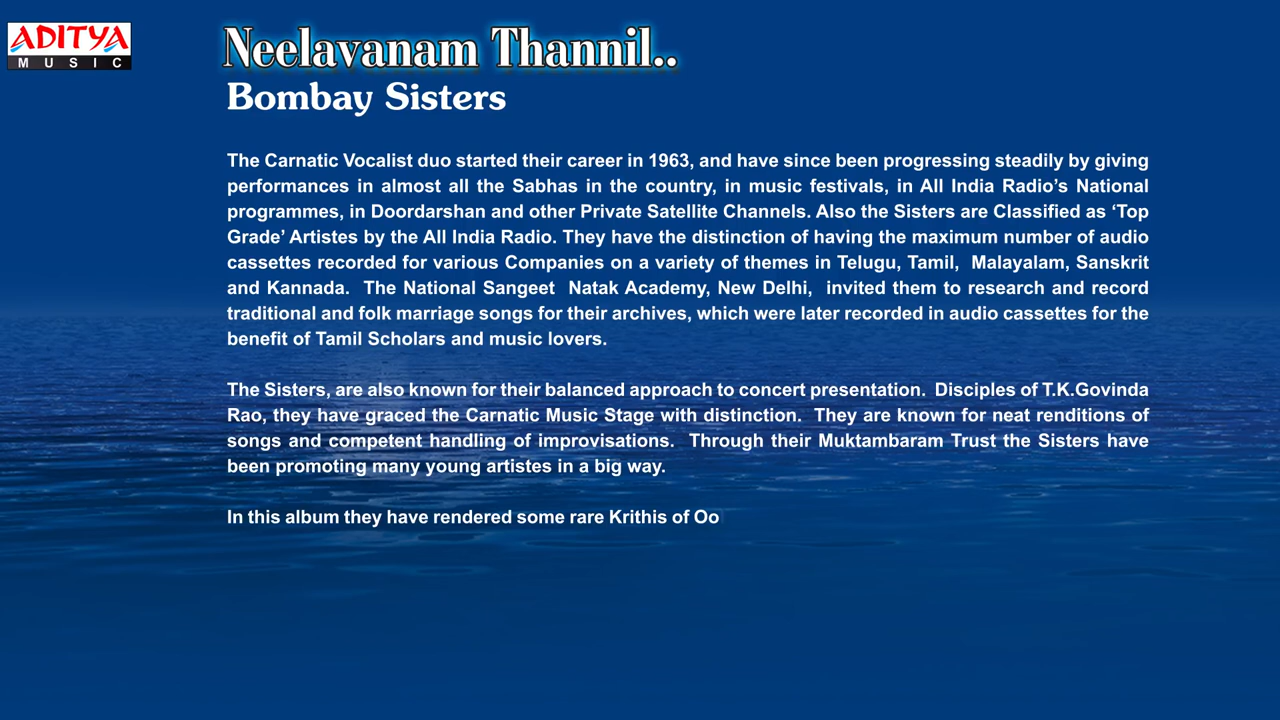 ADITYA
MUSIC
Neelavanam Thannil..
Bombay Sisters
The Carnatic Vocalist duo started their career in 1963, and have since been progressing steadily by giving
performances in almost all the Sabhas in the country, in music festivals, in All India Radio’s National
programmes, in Doordarshan and other Private Satellite Channels. Also the Sisters are Classified as ‘Top
Grade’ Artistes by the All India Radio. They have the distinction of having the maximum number of audio
cassettes recorded for various Companies on a variety of themes in Telugu, Tamil, Malayalam, Sanskrit
and Kannada. The National Sangeet Natak Academy, New Delhi, invited them to research and record
traditional and folk marriage songs for their archives, which were later recorded in audio cassettes for the
benefit of Tamil Scholars and music lovers.
The Sisters, are also known for their balanced approach to concert presentation. Disciples of T.K.Govinda
Rao, they have graced the Carnatic Music Stage with distinction. They are known for neat renditions of
songs and competent handling of improvisations. Through their Muktambaram Trust the Sisters have
been promoting many young artistes in a big way.
In this album they have rendered some rare Krithis of Oo